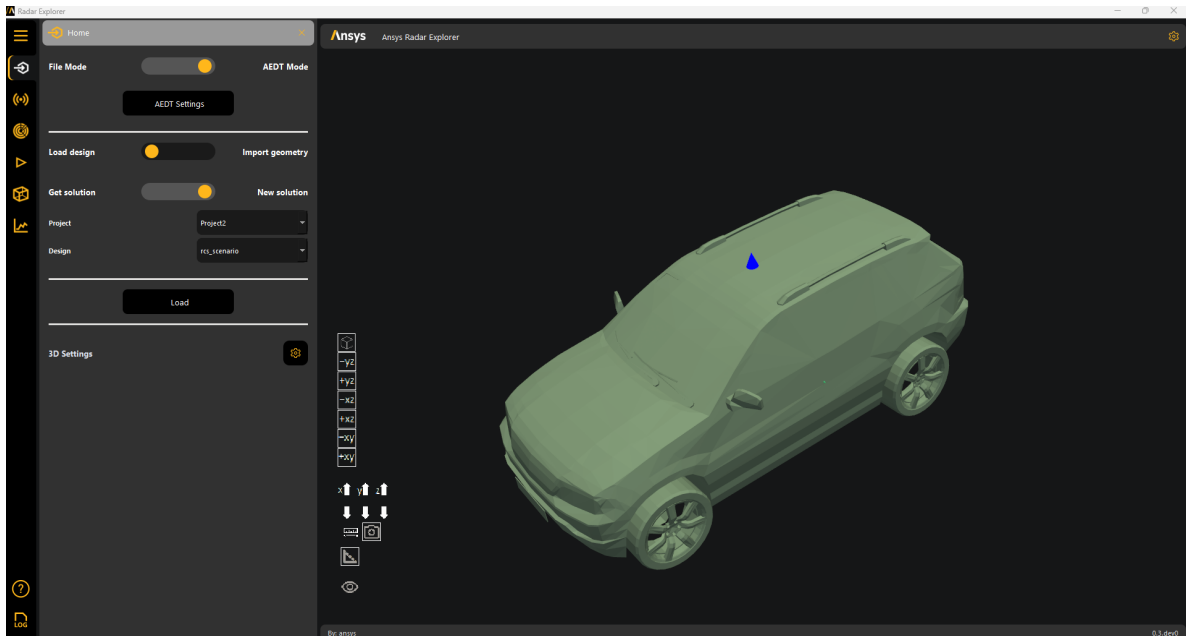 Radar Explorer
Home
Ansys Ansys Radar Explorer
File Mode AEDT Mode
AEDT Settings
Load design Import geometry
Get solution New solution
Project Project2
Design rcs_scenario
Load
3D Settings
-yz
+yz
-xz
+xz
-xy
+xy
x y z
LOG
By: ansys 0.3.dev0